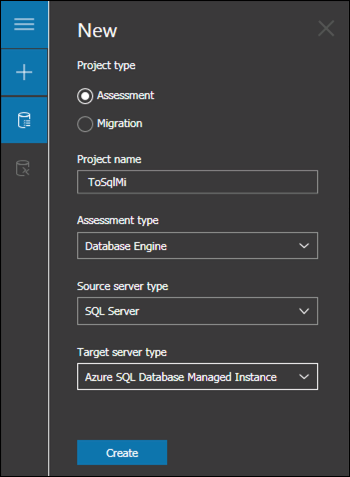 New
Project type
Assessment
Migration
Project name
ToSqlMi
Assessment type
Database Engine
Source server type
SQL Server
Target server type
Azure SQL Database Managed Instance
Create